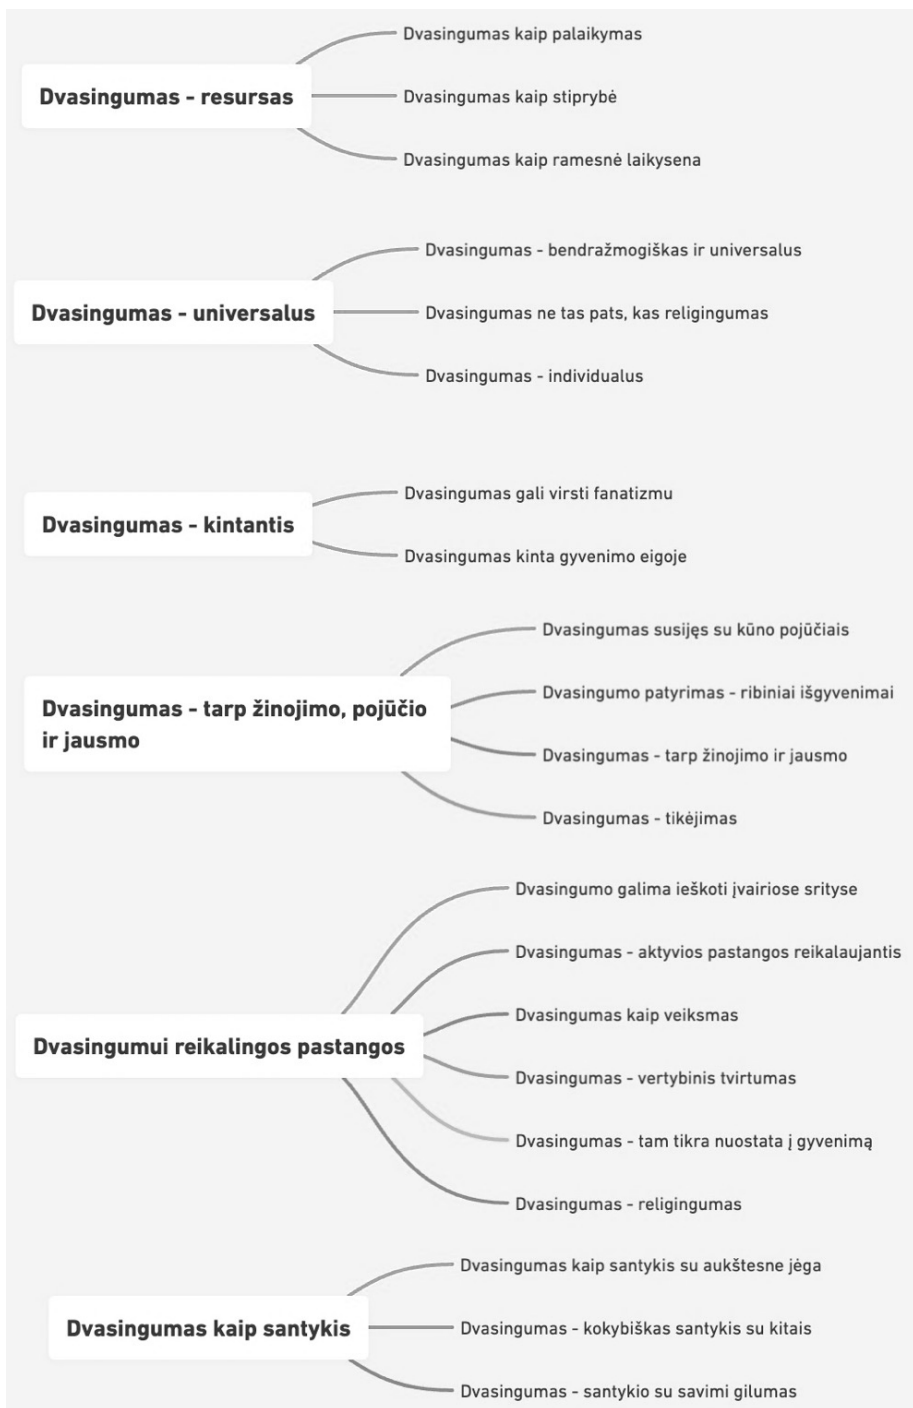 Dvasingumas - resursas
Dvasingumas kaip palaikymas
Dvasingumas kaip stiprybė
Dvasingumas kaip ramesnė laikysena
Dvasingumas - universalus
Dvasingumas - bendražmogiškas ir universalus
Dvasingumas ne tas pats, kas religingumas
Dvasingumas - individualus
Dvasingumas - kintantis
Dvasingumas gali virsti fanatizmu
Dvasingumas kinta gyvenimo eigoje
Dvasingumas - tarp žinojimo, pojūčio
ir jausmo
Dvasingumas susijęs su kūno pojūčiais
Dvasingumo patyrimas - ribiniai išgyvenimai
Dvasingumas - tarp žinojimo ir jausmo
Dvasingumas - tikėjimas
Dvasingumui reikalingos pastangos
Dvasingumo galima ieškoti įvairiose srityse
Dvasingumas - aktyvios pastangos reikalaujantis
Dvasingumas kaip veiksmas
Dvasingumas - vertybinis tvirtumas
Dvasingumas - tam tikra nuostata į gyvenimą
Dvasingumas - religingumas
Dvasingumas kaip santykis
Dvasingumas kaip santykis su aukštesne jėga
Dvasingumas - kokybiškas santykis su kitais
Dvasingumas - santykio su savimi gilumas